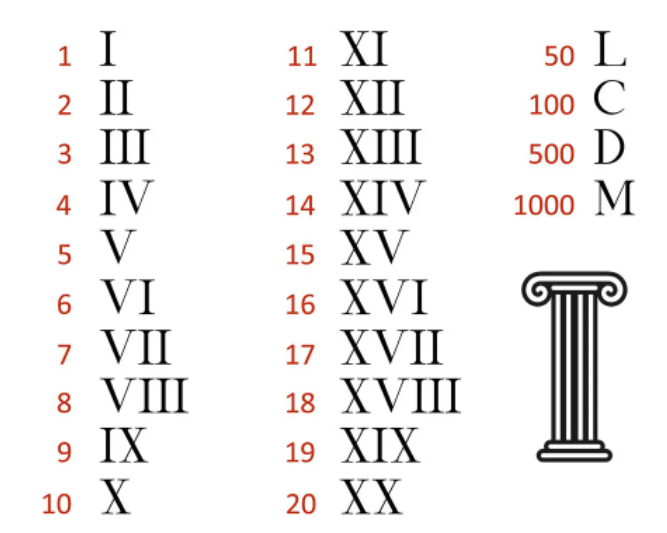 1 I
2 II
3 III
4 IV
5 V
6 VI
7 VII
8 VIII
9 IX
10 X
11 XI
12 XII
13 XIII
14 XIV
15 XV
16 XVI
17 XVII
18 XVIII
19 XIX
20 XX
50 L
100 C
500 D
1000 M